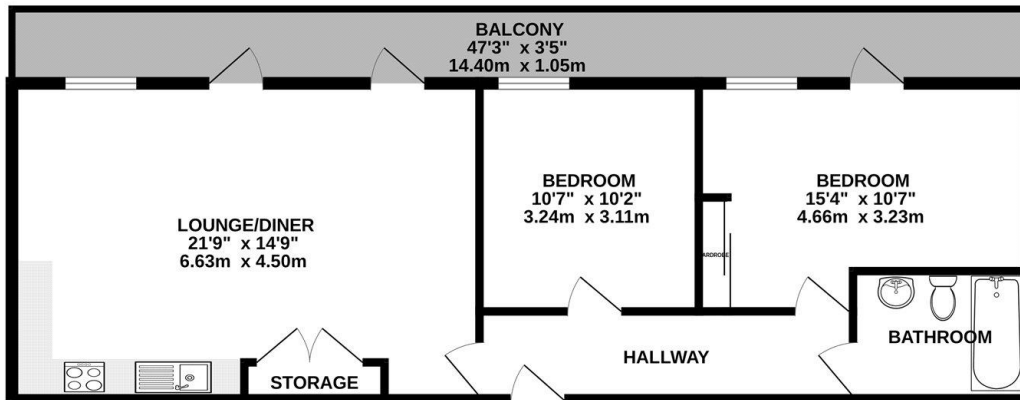 BALCONY
47'3" x 3'5"
14.40m x 1.05m
BEDROOM
10'7" x 10'2"
3.24m x 3.11m
BEDROOM
15'4" x 10'7"
4.66m x 3.23m
LOUNGE/DINER
21'9" x 14'9"
6.63m x 4.50m
ARDROBE
BATHROOM
HALLWAY
STORAGE